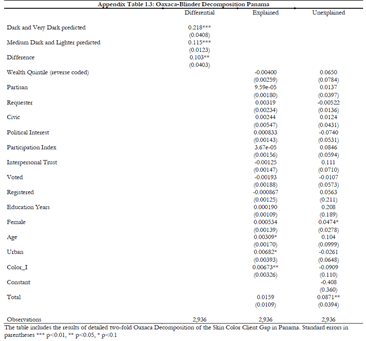 Appendix Table 1.3: Oaxaca-Blinder Decomposition Panama
Differential Explained Unexplained
Dark and Very Dark predicted 0.218***
(0.0408)
Medium Dark and Lighter predicted 0.115***
(0.0123)
Difference 0.103**
(0.0403)
Wealth Quintile (reverse coded) -0.00400 0.0650
(0.00259) (0.0784)
Partisan 9.59e-05 0.0137
(0.00180) (0.0397)
Requester 0.00319 -0.00522
(0.00234) (0.0136)
Civic 0.00244 0.0124
(0.00547) (0.0431)
Political Interest 0.000833 -0.0740
(0.00143) (0.0531)
Participation Index 3.67e-05 0.0846
(0.00156) (0.0594)
Interpersonal Trust -0.00125 0.111
(0.00147) (0.0710)
Voted -0.00193 -0.0107
(0.00188) (0.0573)
Registered -0.000867 0.0563
(0.00125) (0.211)
Education Years 0.000190 0.208
(0.00109) (0.189)
Female 0.000534 0.0474*
(0.00139) (0.0278)
Age 0.00309* 0.104
(0.00170) (0.0999)
Urban 0.00682* -0.0261
(0.00393) (0.0648)
Color_I 0.00673** -0.0909
(0.00326) (0.110)
Constant -0.408
(0.360)
Total 0.0159 0.0871**
(0.0109) (0.0394)
Observations 2,936 2,936 2,936
The table includes the results of detailed two-fold Oaxaca Decomposition of the Skin Color Client Gap in Panama. Standard errors in
parentheses *** p<0.01, ** p<0.05, * p<0.1